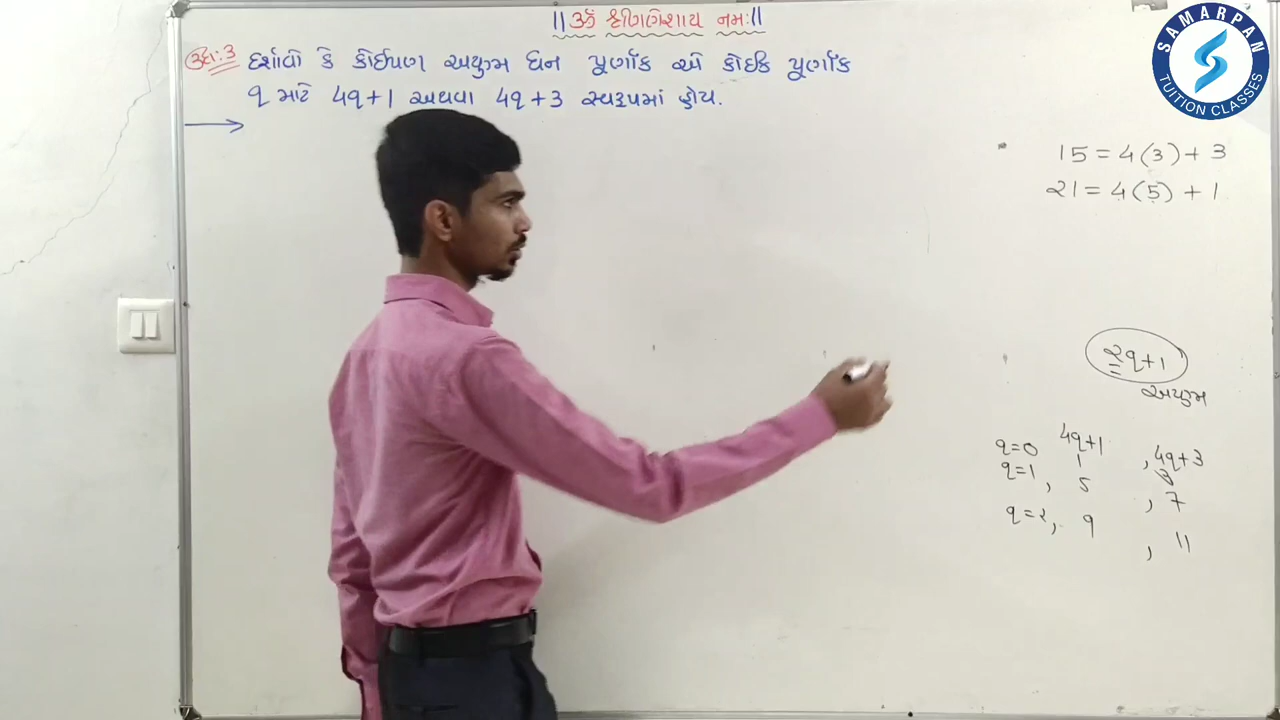 ॥ ૐ શ્રી ગણેશાય નમઃ॥
ઉદા:3 દર્શાવો કે કોઈપણ અયુગ્મ ધન પૂર્ણાંક એ કોઈક પૂર્ણાંક
q માટે 4q+1 અથવા 4q+3 સ્વરૂપમાં હોય.
15 = 4(3) + 3
21 = 4(5) + 1
2q+1
અયુગ્મ
4q+1 , 4q+3
q=0 1 3
q=1, 5 , 7
q=2, 9 , 11
SAMARPAN
TUITION CLASSES